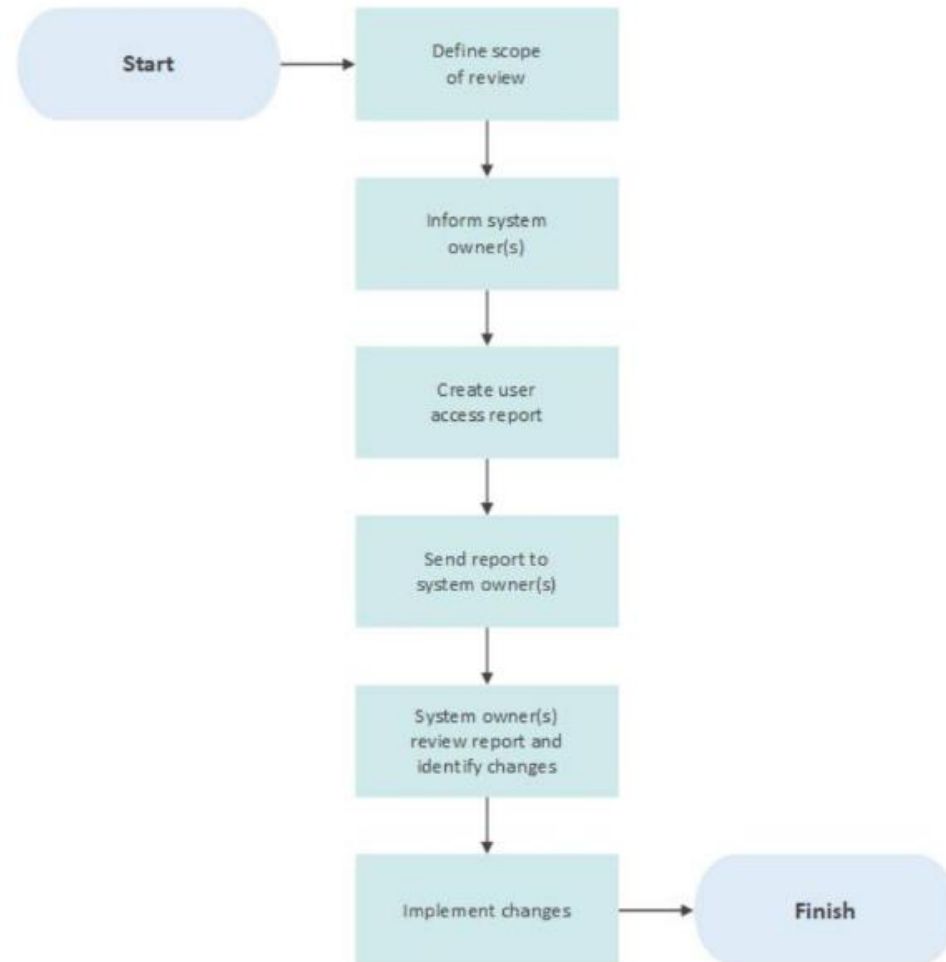 Start
Define scope
of review
Inform system
owner(s)
Create user
access report
Send report to
system owner(s)
System owner(s)
review report and
identify changes
Implement changes
Finish